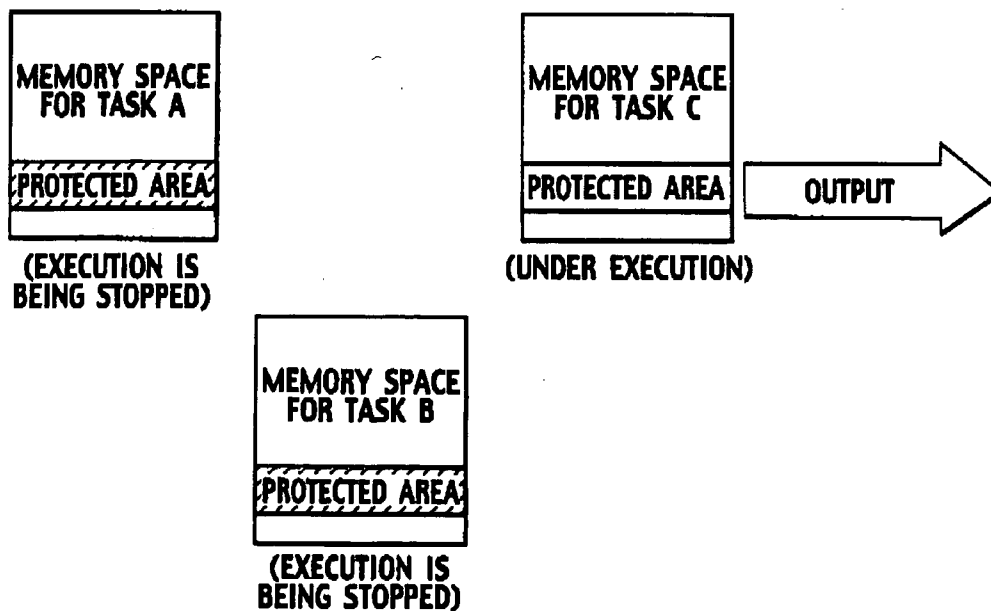 MEMORY SPACE
FOR TASK A
PROTECTED AREA
(EXECUTION IS
BEING STOPPED)
MEMORY SPACE
FOR TASK C
PROTECTED AREA
(UNDER EXECUTION)
OUTPUT
MEMORY SPACE
FOR TASK B
PROTECTED AREA
(EXECUTION IS
BEING STOPPED)